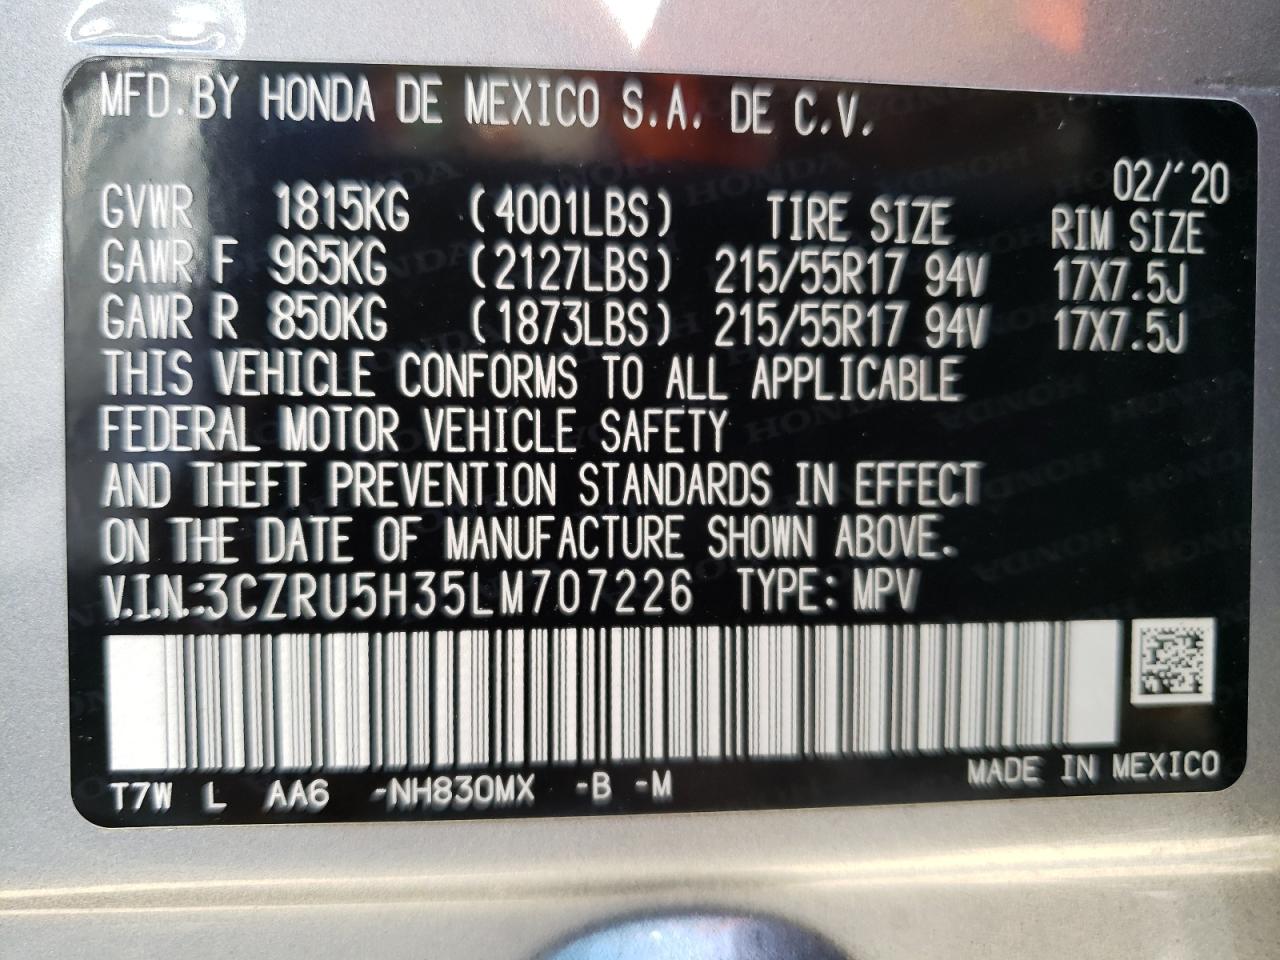 MFD.BY HONDA DE MEXICO S.A. DE C.V.
02/'20
GVWR 1815KG (4001LBS) TIRE SIZE RIM SIZE
GAWR F 965KG (2127LBS) 215/55R17 94V 17X7.5J
GAWR R 850KG (1873LBS) 215/55R17 94V 17X7.5J
THIS VEHICLE CONFORMS TO ALL APPLICABLE
FEDERAL MOTOR VEHICLE SAFETY
AND THEFT PREVENTION STANDARDS IN EFFECT
ON THE DATE OF MANUFACTURE SHOWN ABOVE.
V.I.N.:3CZRU5H35LM707226 TYPE: MPV
T7W L AA6 -NH830MX -B -M MADE IN MEXICO